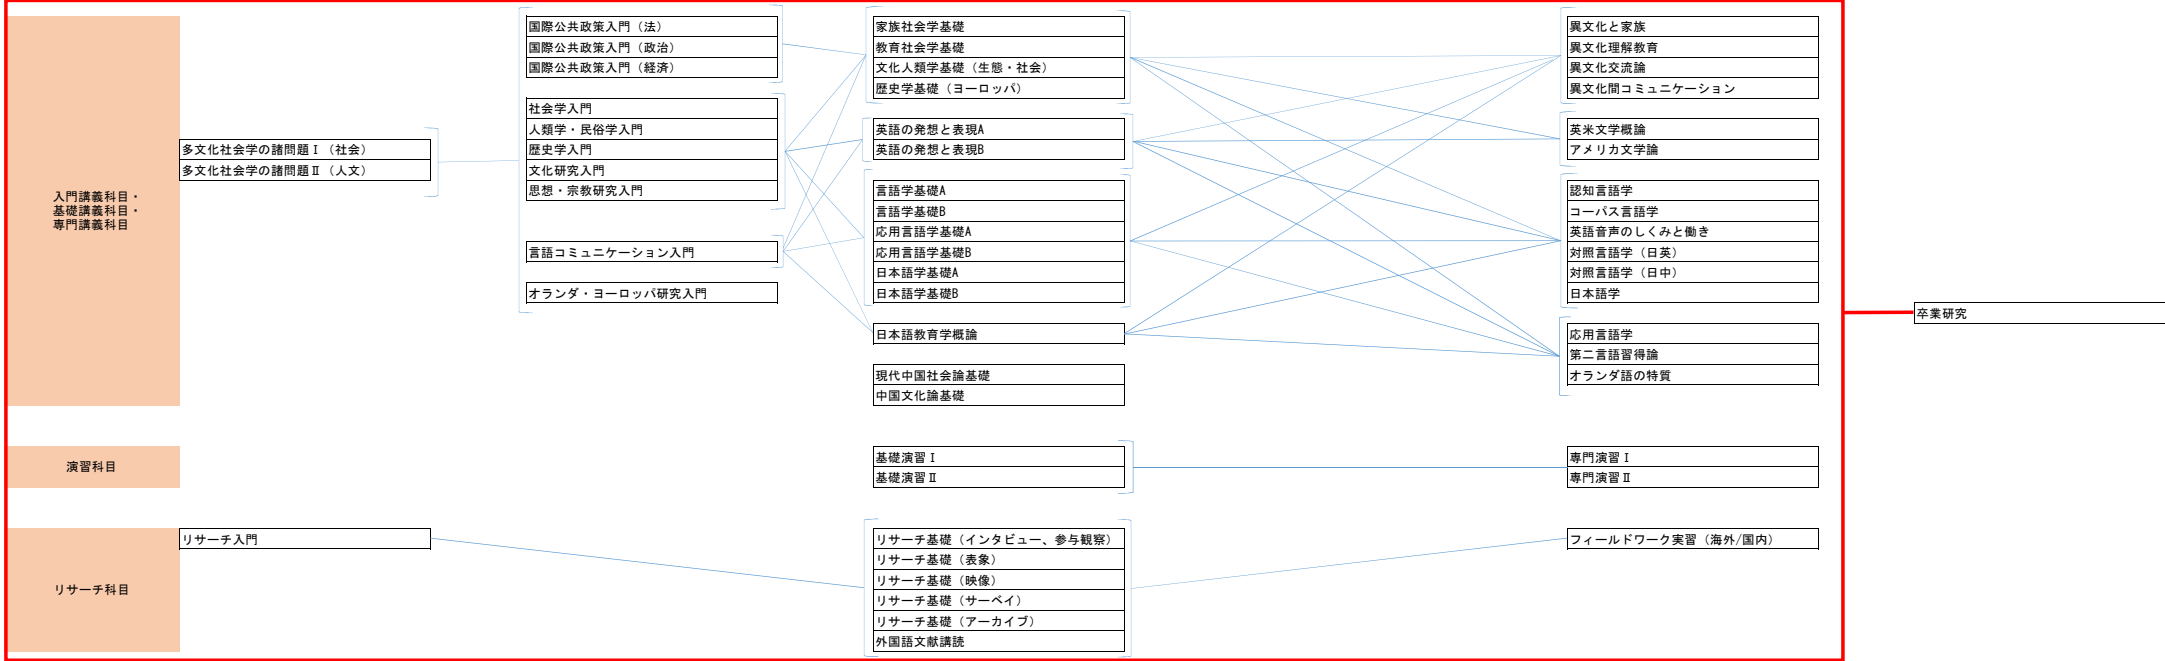 入門講義科目・
基礎講義科目・
専門講義科目
多文化社会学の諸問題Ⅰ（社会）
多文化社会学の諸問題Ⅱ（人文）
国際公共政策入門（法）
国際公共政策入門（政治）
国際公共政策入門（経済）
社会学入門
人類学・民俗学入門
歴史学入門
文化研究入門
思想・宗教研究入門
言語コミュニケーション入門
オランダ・ヨーロッパ研究入門
家族社会学基礎
教育社会学基礎
文化人類学基礎（生態・社会）
歴史学基礎（ヨーロッパ）
英語の発想と表現A
英語の発想と表現B
言語学基礎A
言語学基礎B
応用言語学基礎A
応用言語学基礎B
日本語学基礎A
日本語学基礎B
日本語教育学概論
現代中国社会論基礎
中国文化論基礎
異文化と家族
異文化理解教育
異文化交流論
異文化間コミュニケーション
英米文学概論
アメリカ文学論
認知言語学
コーパス言語学
英語音声のしくみと働き
対照言語学（日英）
対照言語学（日中）
日本語学
応用言語学
第二言語習得論
オランダ語の特質
卒業研究
演習科目
基礎演習Ⅰ
基礎演習Ⅱ
専門演習Ⅰ
専門演習Ⅱ
リサーチ科目
リサーチ入門
リサーチ基礎（インタビュー、参与観察）
リサーチ基礎（表象）
リサーチ基礎（映像）
リサーチ基礎（サーベイ）
リサーチ基礎（アーカイブ）
外国語文献講読
フィールドワーク実習（海外/国内）